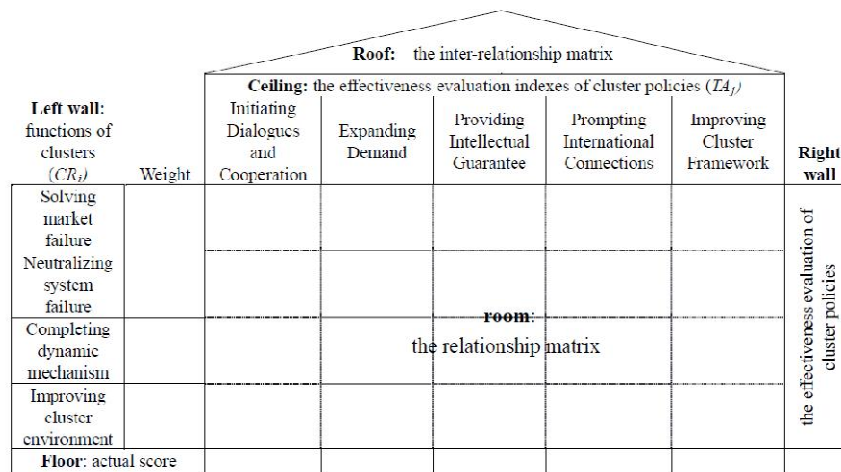 Roof: the inter-relationship matrix
Ceiling: the effectiveness evaluation indexes of cluster policies (TAj)
Left wall:
functions of
clusters
(CRi)
Weight
Initiating
Dialogues
and
Cooperation
Expanding
Demand
Providing
Intellectual
Guarantee
Prompting
International
Connections
Improving
Cluster
Framework
Right
wall
Solving
market
failure
Neutralizing
system
failure
Completing
dynamic
mechanism
Improving
cluster
environment
room:
the relationship matrix
the effectiveness evaluation of
cluster policies
Floor: actual score